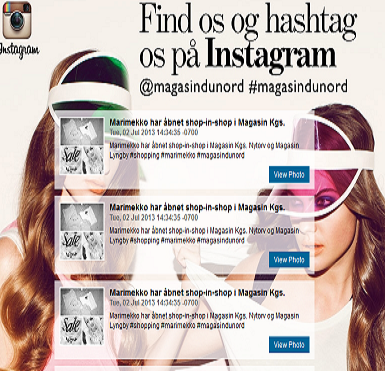 Instagram
Find os og hashtag
os på Instagram
@magasindunord #magasindunord
Marimekko har åbnet shop-in-shop i Magasin Kgs.
Tue, 02 Jul 2013 14:34:35 -0700
Marimekko har åbnet shop-in-shop i Magasin Kgs. Nytorv og Magasin
Lyngby #shopping #marimekko #magasindunord
Sale
View Photo
Marimekko har åbnet shop-in-shop i Magasin Kgs.
Tue, 02 Jul 2013 14:34:35 -0700
Marimekko har åbnet shop-in-shop i Magasin Kgs. Nytorv og Magasin
Lyngby #shopping #marimekko #magasindunord
Sale
View Photo
Marimekko har åbnet shop-in-shop i Magasin Kgs.
Tue, 02 Jul 2013 14:34:35 -0700
Marimekko har åbnet shop-in-shop i Magasin Kgs. Nytorv og Magasin
Lyngby #shopping #marimekko #magasindunord
Sale
View Photo